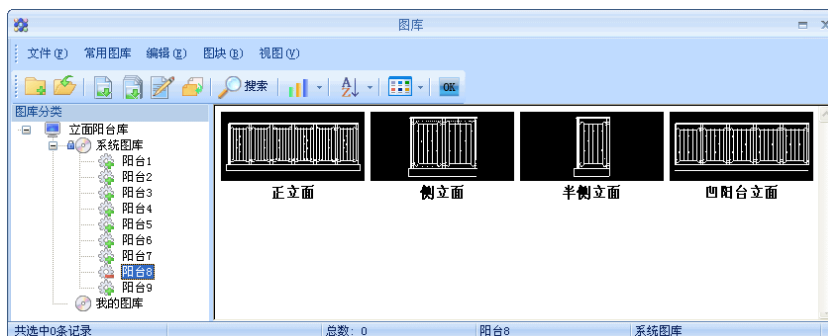 图库
文件(F) 常用图库 编辑(E) 图块(B) 视图(V)
搜索 OK
图库分类
立面阳台库
系统图库
阳台1
阳台2
阳台3
阳台4
阳台5
阳台6
阳台7
阳台8
阳台9
我的图库
正立面 侧立面 半侧立面 凹阳台立面
共选中0条记录 总数: 0 阳台8 系统图库